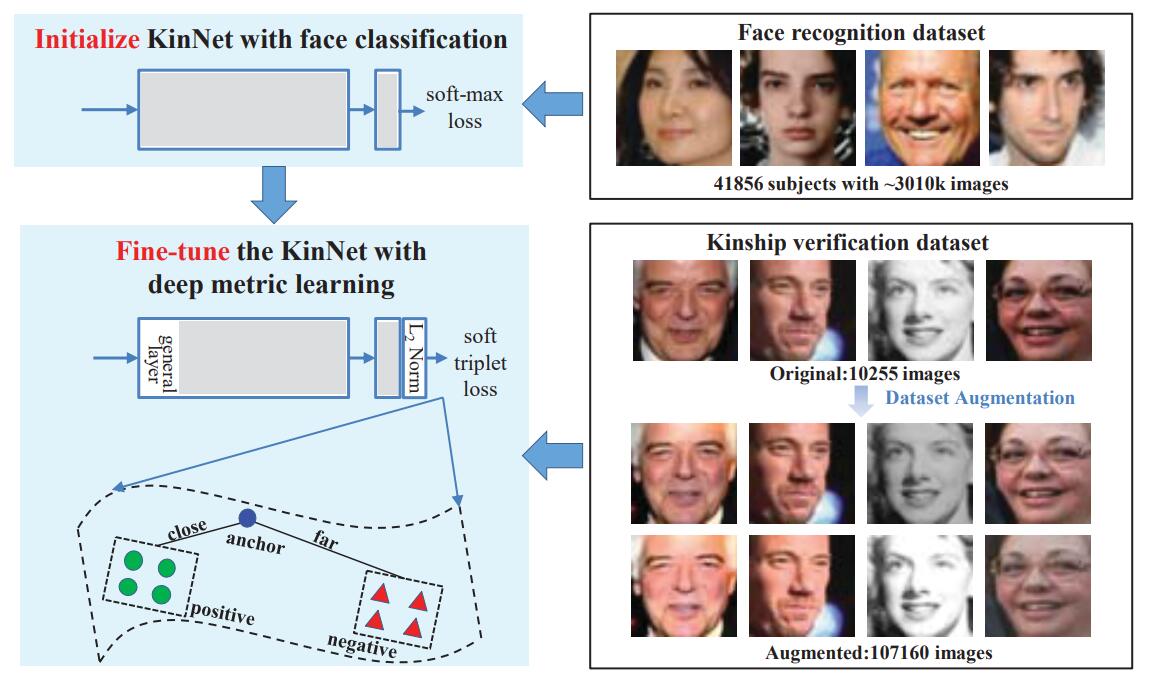 Initialize KinNet with face classification
soft-max
loss
Face recognition dataset
41856 subjects with ~3010k images
Fine-tune the KinNet with
deep metric learning
general
layer
L2 Norm
soft
triplet
loss
close
anchor
far
positive
negative
Kinship verification dataset
Original:10255 images
Dataset Augmentation
Augmented:107160 images